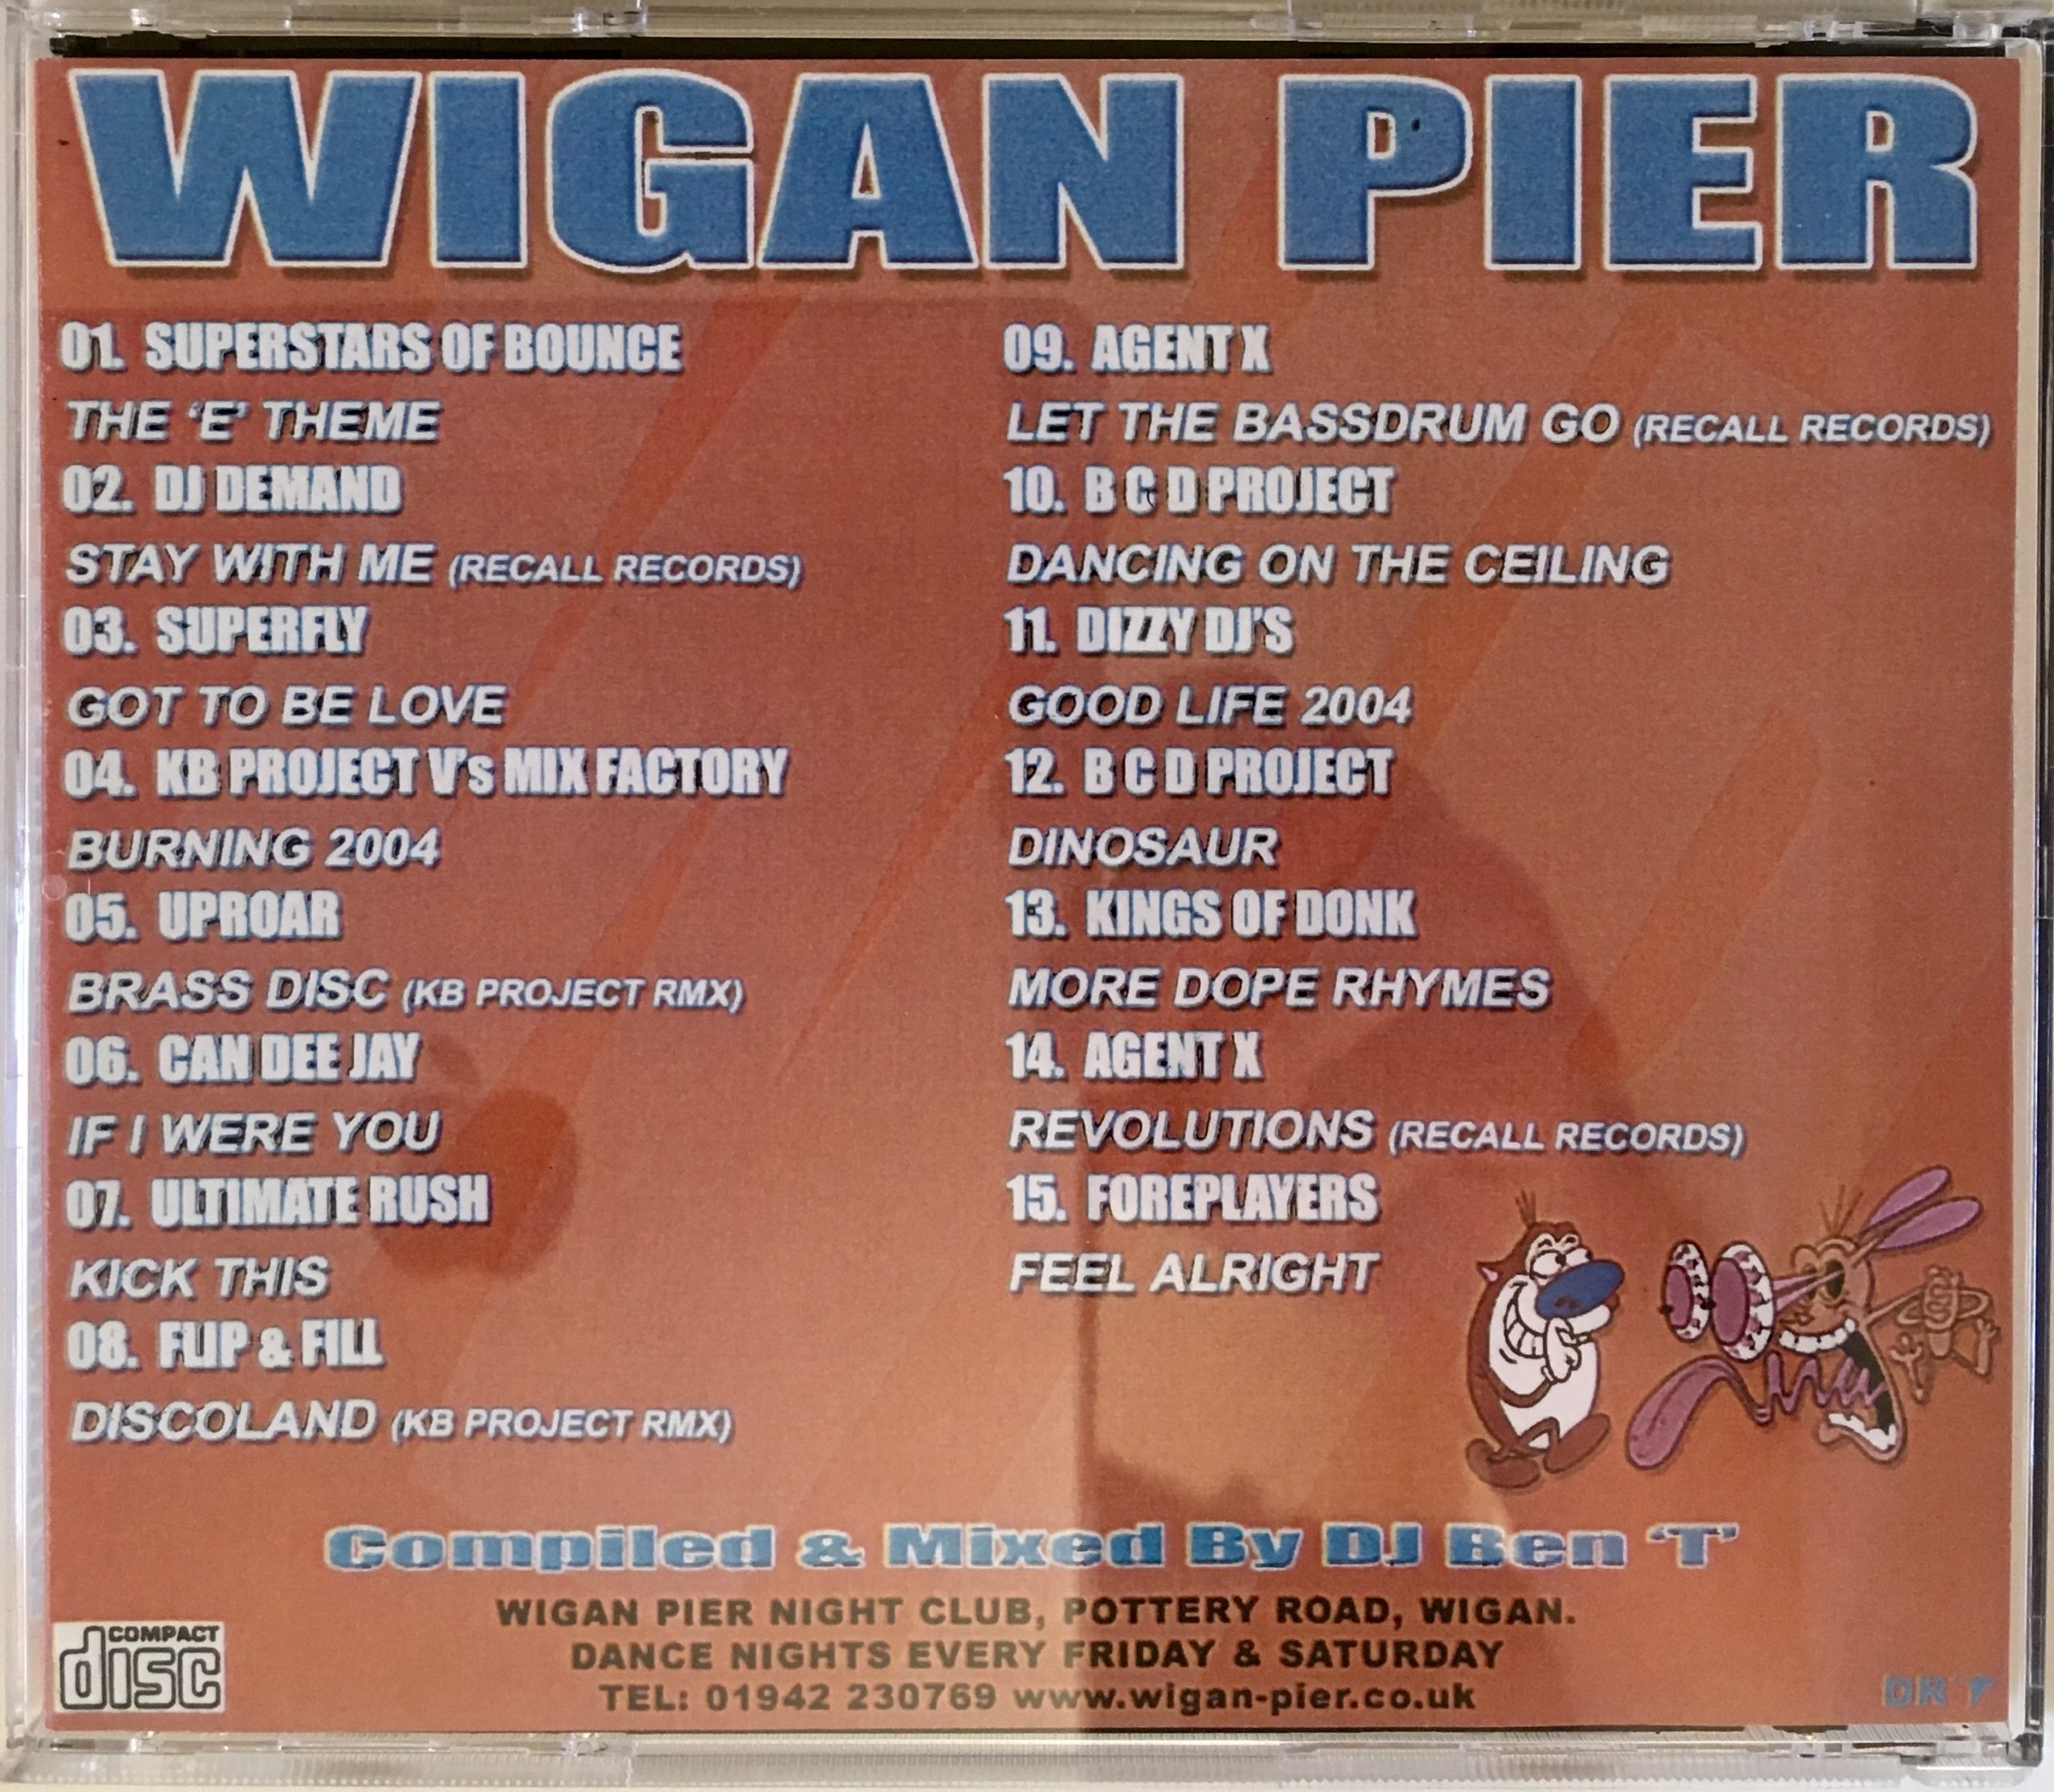 WIGAN PIER
01. SUPERSTARS OF BOUNCE
THE 'E' THEME
02. DJ DEMAND
STAY WITH ME (RECALL RECORDS)
03. SUPERFLY
GOT TO BE LOVE
04. KB PROJECT V's MIX FACTORY
BURNING 2004
05. UPROAR
BRASS DISC (KB PROJECT RMX)
06. CAN DEE JAY
IF I WERE YOU
07. ULTIMATE RUSH
KICK THIS
08. FLIP & FILL
DISCOLAND (KB PROJECT RMX)
09. AGENT X
LET THE BASSDRUM GO (RECALL RECORDS)
10. B C D PROJECT
DANCING ON THE CEILING
11. DIZZY DJ'S
GOOD LIFE 2004
12. B C D PROJECT
DINOSAUR
13. KINGS OF DONK
MORE DOPE RHYMES
14. AGENT X
REVOLUTIONS (RECALL RECORDS)
15. FOREPLAYERS
FEEL ALRIGHT
Compiled & Mixed By DJ Ben 'T'
WIGAN PIER NIGHT CLUB, POTTERY ROAD, WIGAN.
DANCE NIGHTS EVERY FRIDAY & SATURDAY
TEL: 01942 230769 www.wigan-pier.co.uk
COMPACT
disc